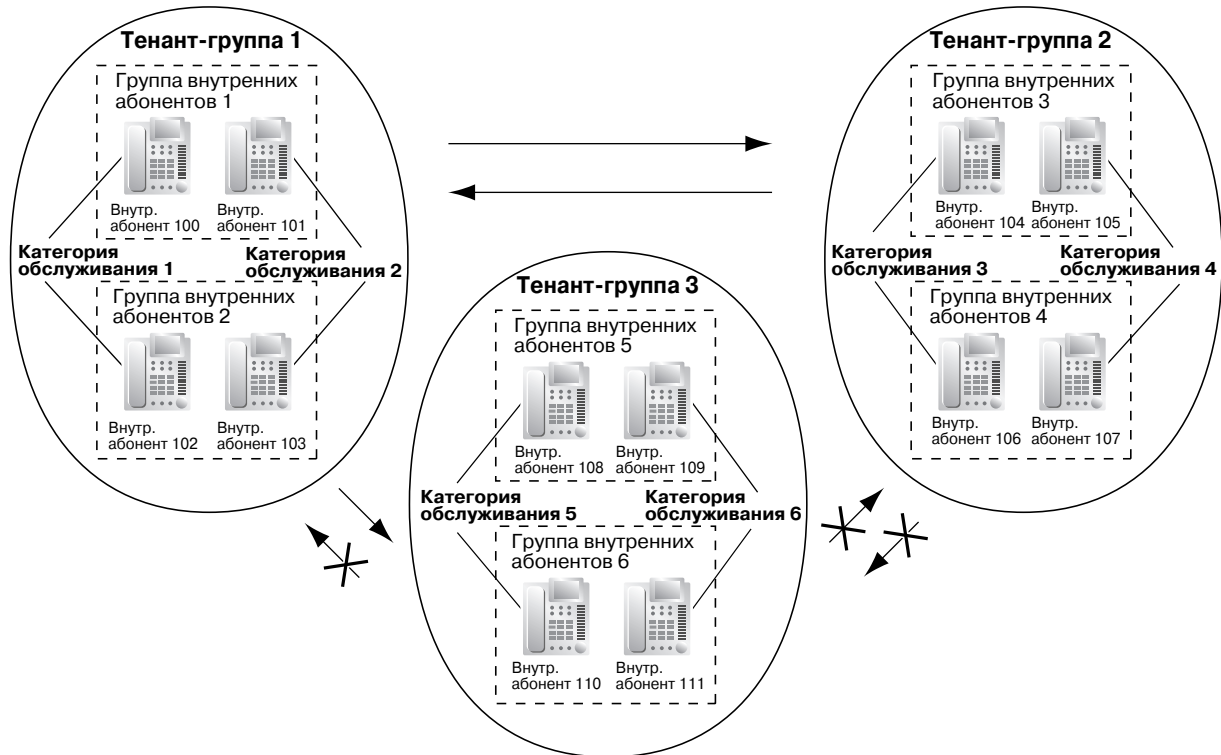 Тенант-группа 1
Группа внутренних
абонентов 1
Внутр.
абонент 100
Внутр.
абонент 101
Категория
обслуживания 1
Категория
обслуживания 2
Группа внутренних
абонентов 2
Внутр.
абонент 102
Внутр.
абонент 103
Тенант-группа 2
Группа внутренних
абонентов 3
Внутр.
абонент 104
Внутр.
абонент 105
Категория
обслуживания 3
Категория
обслуживания 4
Группа внутренних
абонентов 4
Внутр.
абонент 106
Внутр.
абонент 107
Тенант-группа 3
Группа внутренних
абонентов 5
Внутр.
абонент 108
Внутр.
абонент 109
Категория
обслуживания 5
Категория
обслуживания 6
Группа внутренних
абонентов 6
Внутр.
абонент 110
Внутр.
абонент 111